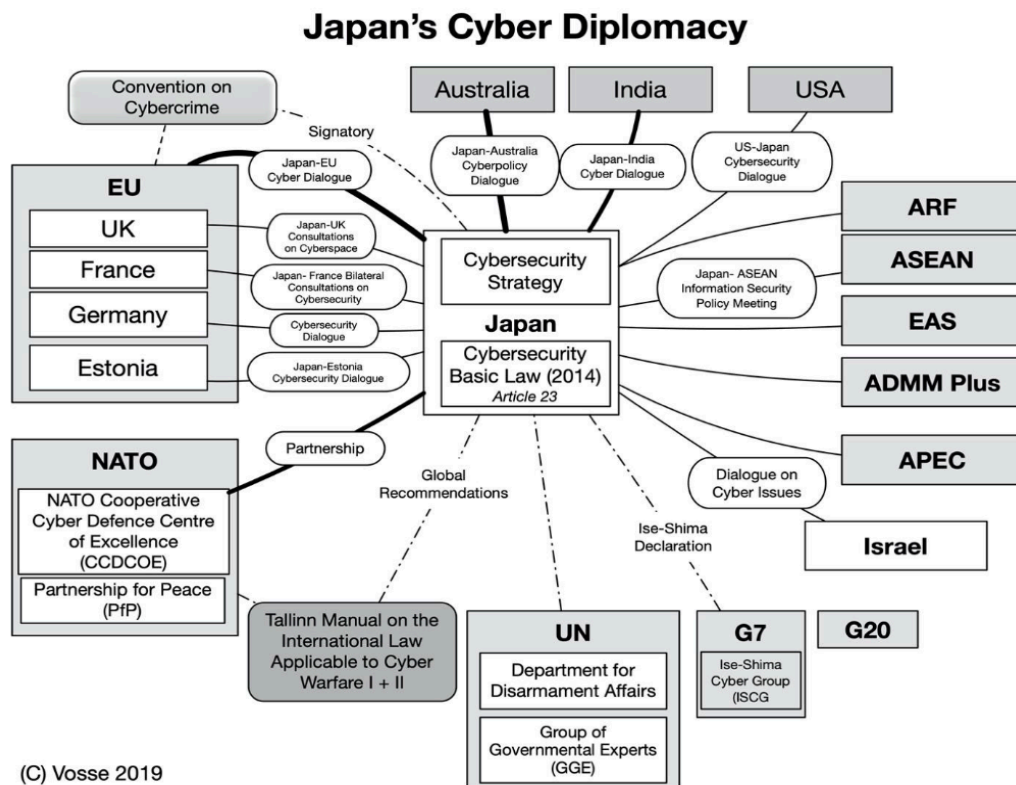 Japan's Cyber Diplomacy
Convention on
Cybercrime
Signatory
Australia
India
USA
Japan-EU
Cyber Dialogue
Japan-Australia
Cyberpolicy
Dialogue
Japan-India
Cyber Dialogue
US-Japan
Cybersecurity
Dialogue
EU
UK
France
Germany
Estonia
Japan-UK
Consultations
on Cyberspace
Japan- France Bilateral
Consultations on
Cybersecurity
Cybersecurity
Dialogue
Japan-Estonia
Cybersecurity Dialogue
Cybersecurity
Strategy
Japan
Cybersecurity
Basic Law (2014)
Article 23
Japan- ASEAN
Information Security
Policy Meeting
ARF
ASEAN
EAS
ADMM Plus
APEC
Dialogue on
Cyber Issues
Israel
Partnership
NATO
NATO Cooperative
Cyber Defence Centre
of Excellence
(CCDCOE)
Partnership for Peace
(PfP)
Global
Recommendations
Ise-Shima
Declaration
Tallinn Manual on the
International Law
Applicable to Cyber
Warfare I + II
UN
Department for
Disarmament Affairs
Group of
Governmental Experts
(GGE)
G7
Ise-Shima
Cyber Group
(ISCG
G20
(C) Vosse 2019